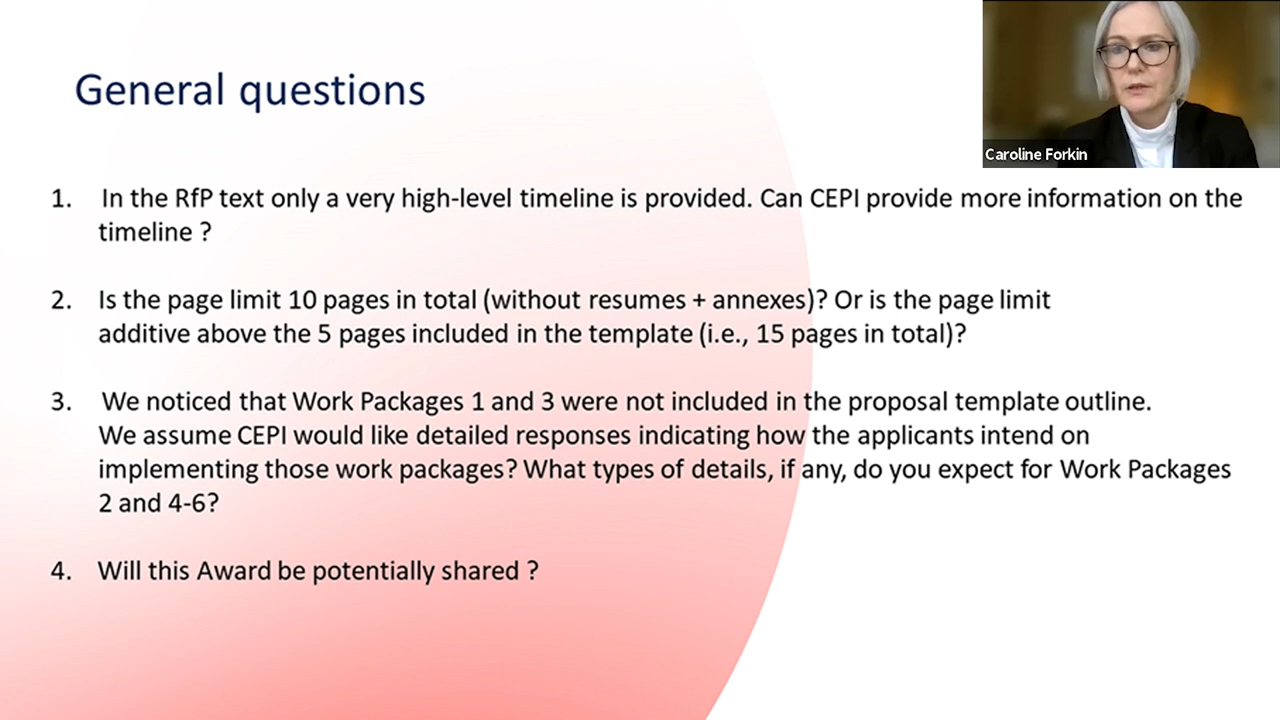 General questions
Caroline Forkin
1. In the RfP text only a very high-level timeline is provided. Can CEPI provide more information on the
timeline ?
2. Is the page limit 10 pages in total (without resumes + annexes)? Or is the page limit
additive above the 5 pages included in the template (i.e., 15 pages in total)?
3. We noticed that Work Packages 1 and 3 were not included in the proposal template outline.
We assume CEPI would like detailed responses indicating how the applicants intend on
implementing those work packages? What types of details, if any, do you expect for Work Packages
2 and 4-6?
4. Will this Award be potentially shared ?